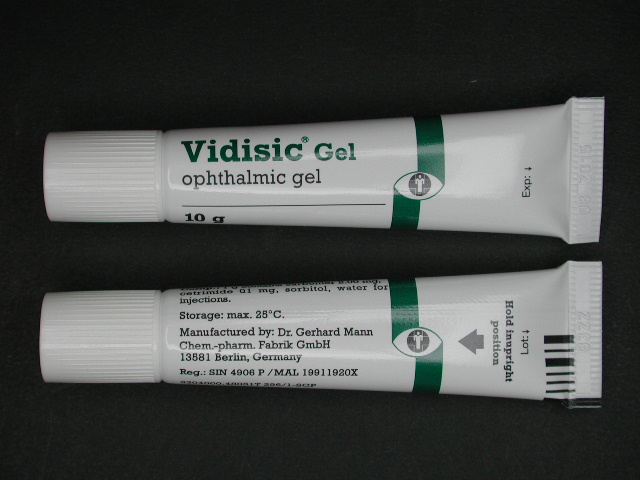 Vidisic® Gel
ophthalmic gel
10 g
Exp:↓
08 2005
cetrimide 0.1 mg, sorbitol, water for
injections.
Storage: max. 25°C.
Manufactured by: Dr. Gerhard Mann
Chem.-pharm. Fabrik GmbH
13581 Berlin, Germany
Reg.: SIN 4906 P / MAL 19911920X
Hold inupright
position
Lot:↓